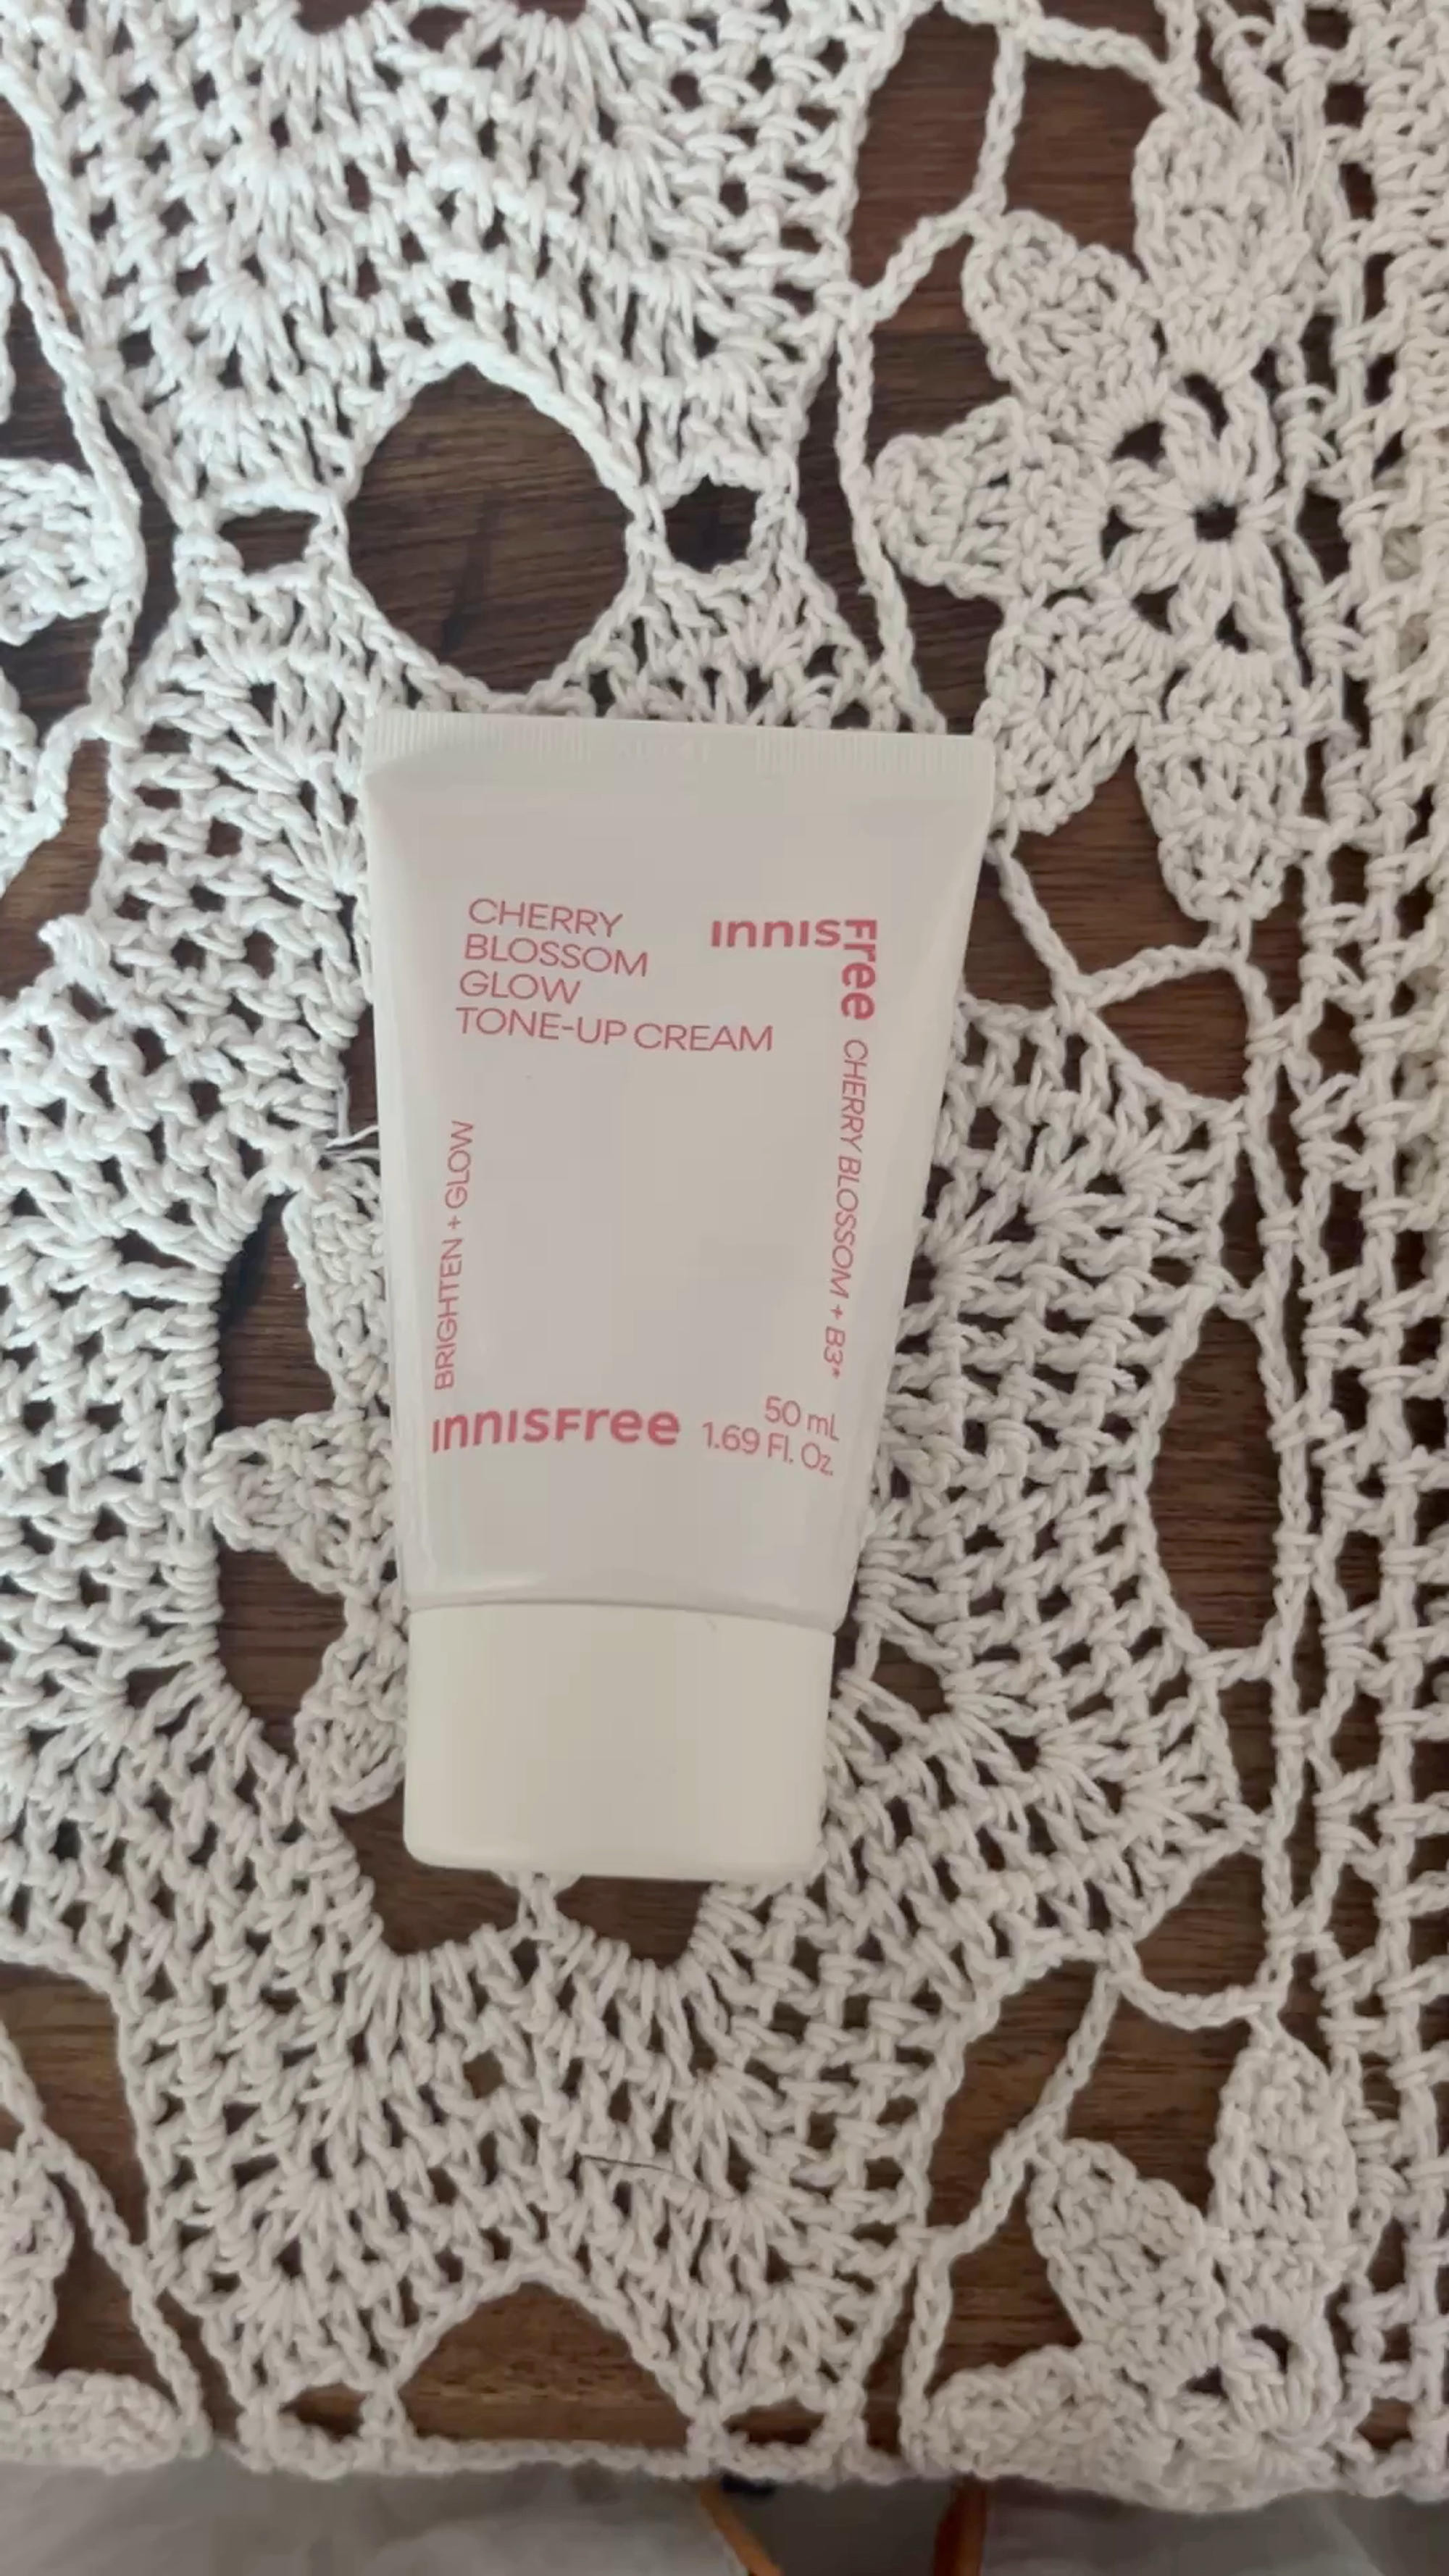 CHERRY
BLOSSOM
GLOW
TONE-UP CREAM
INNISFree
CHERRY BLOSSOM + B3*
BRIGHTEN + GLOW
INNISFree
50 mL
1.69 Fl. Oz.